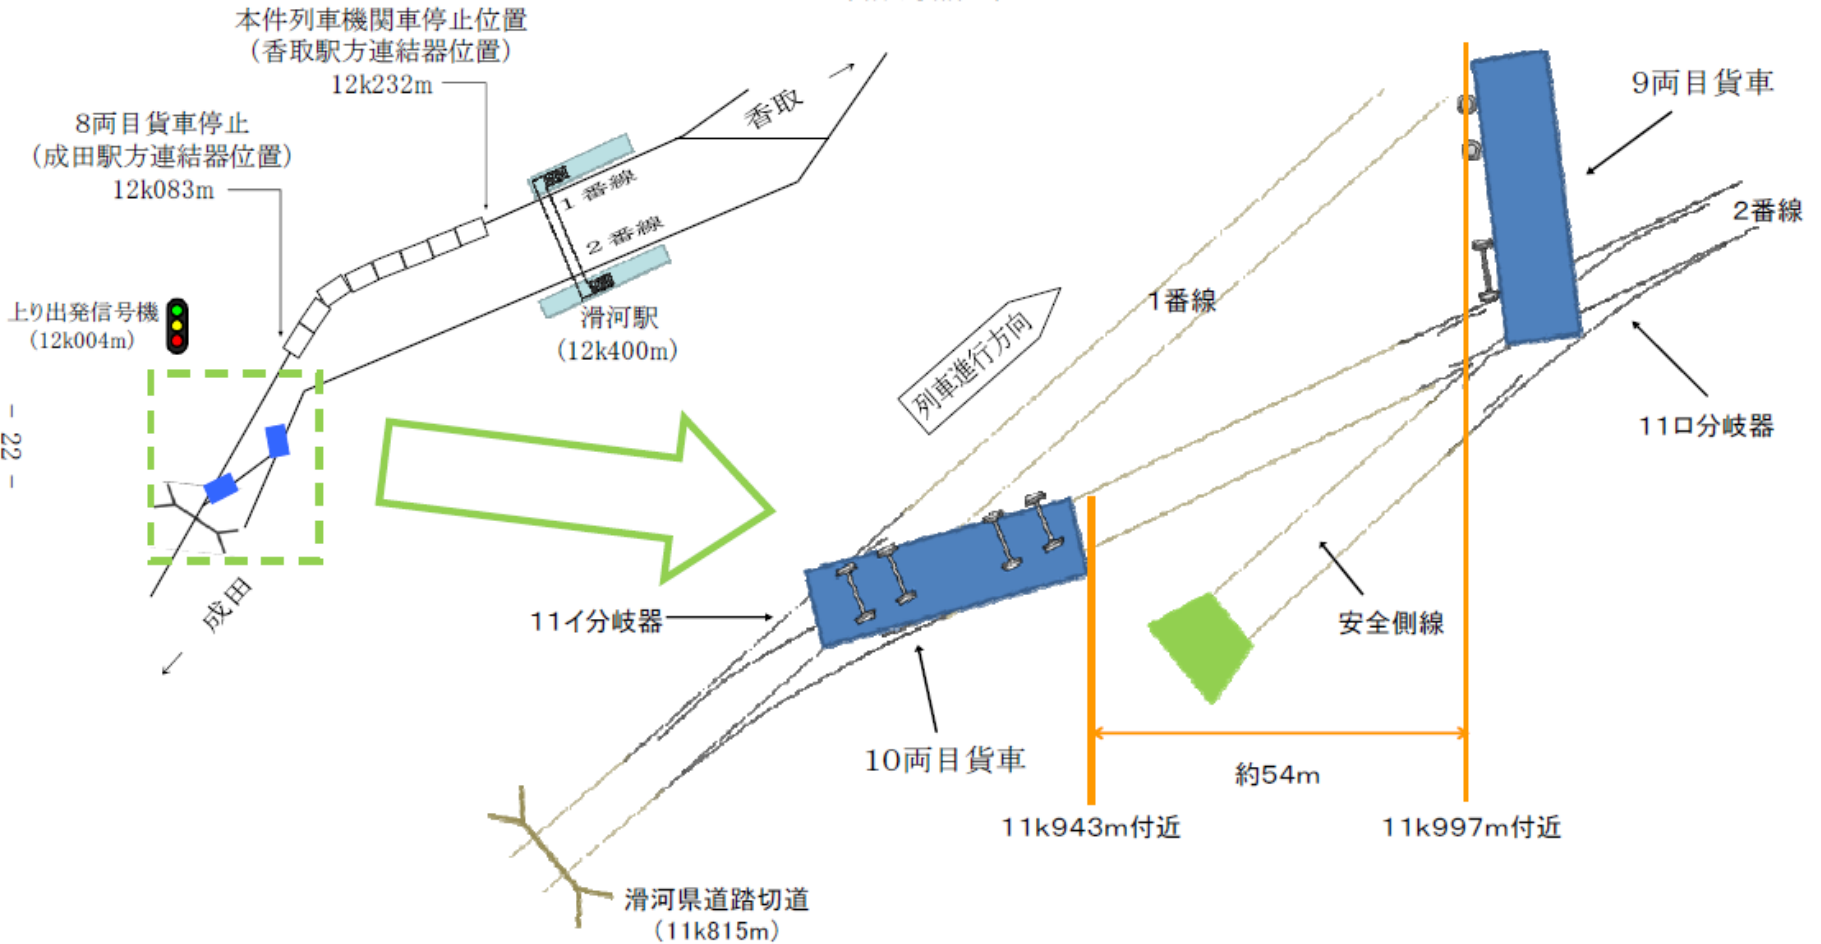 本件列車機関車停止位置
（香取駅方連結器位置）
12k232m
8両目貨車停止
（成田駅方連結器位置）
12k083m
上り出発信号機
（12k004m）
香取
1番線
2番線
滑河駅
（12k400m）
成田
- 22 -
9両目貨車
2番線
1番線
列車進行方向
11ロ分岐器
11イ分岐器
安全側線
10両目貨車
約54m
11k943m付近
11k997m付近
滑河県道踏切道
（11k815m）